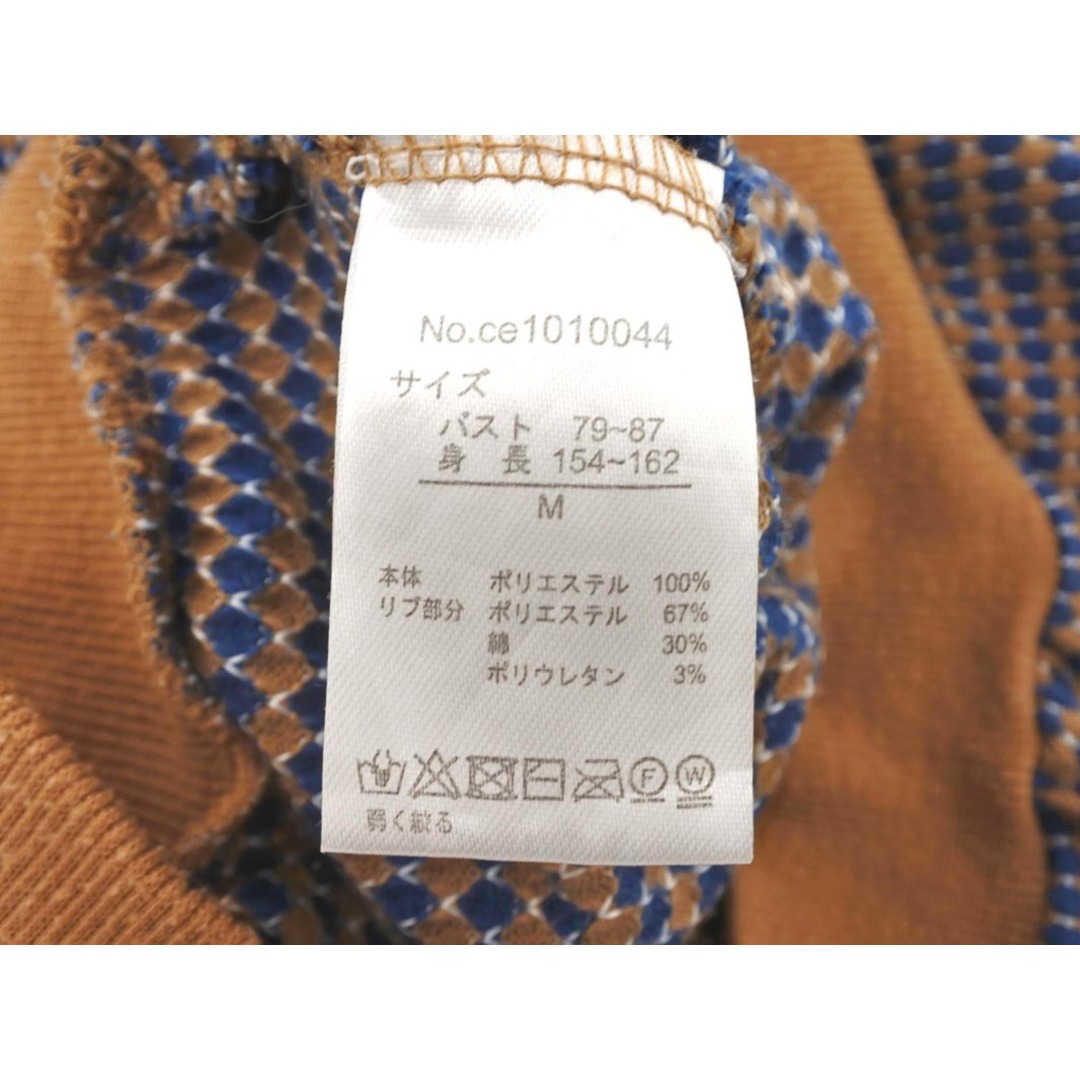 No.ce1010044
サイズ
バスト 79~87
身 長 154~162
M
本体 ポリエステル 100%
リブ部分 ポリエステル 67%
綿 30%
ポリウレタン 3%
F W
弱く絞る